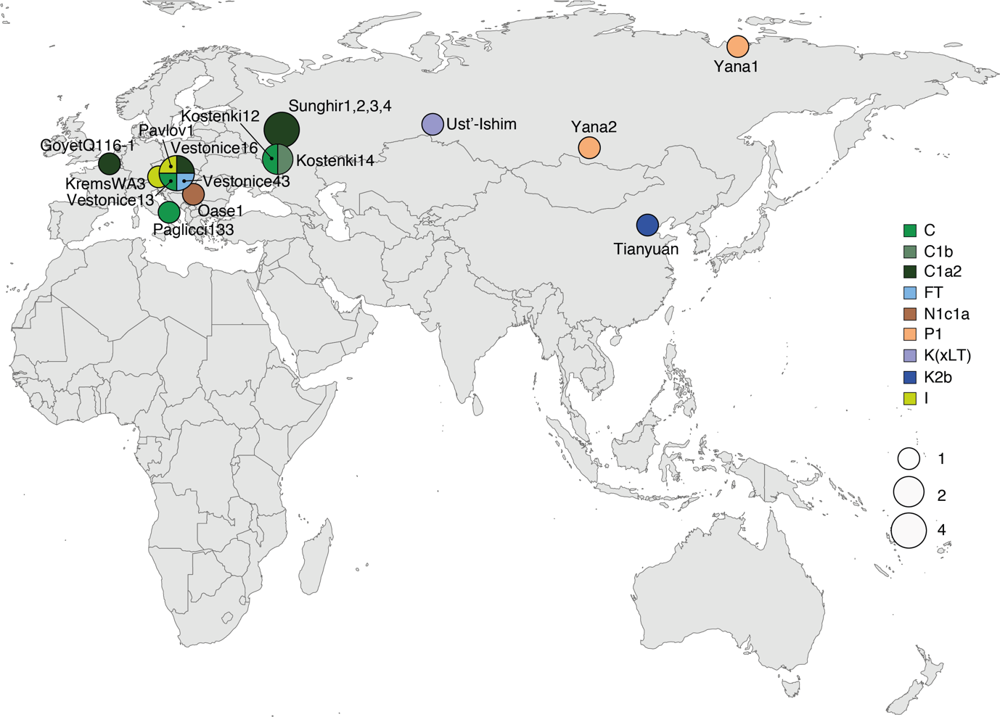 Yana1
Sunghir1,2,3,4
Kostenki12
Pavlov1
Ust’-Ishim
Yana2
GoyetQ116-1
Vestonice16
Kostenki14
KremsWA3
Vestonice43
Vestonice13
Oase1
Paglicci133
Tianyuan
C
C1b
C1a2
FT
N1c1a
P1
K(xLT)
K2b
I
1
2
4